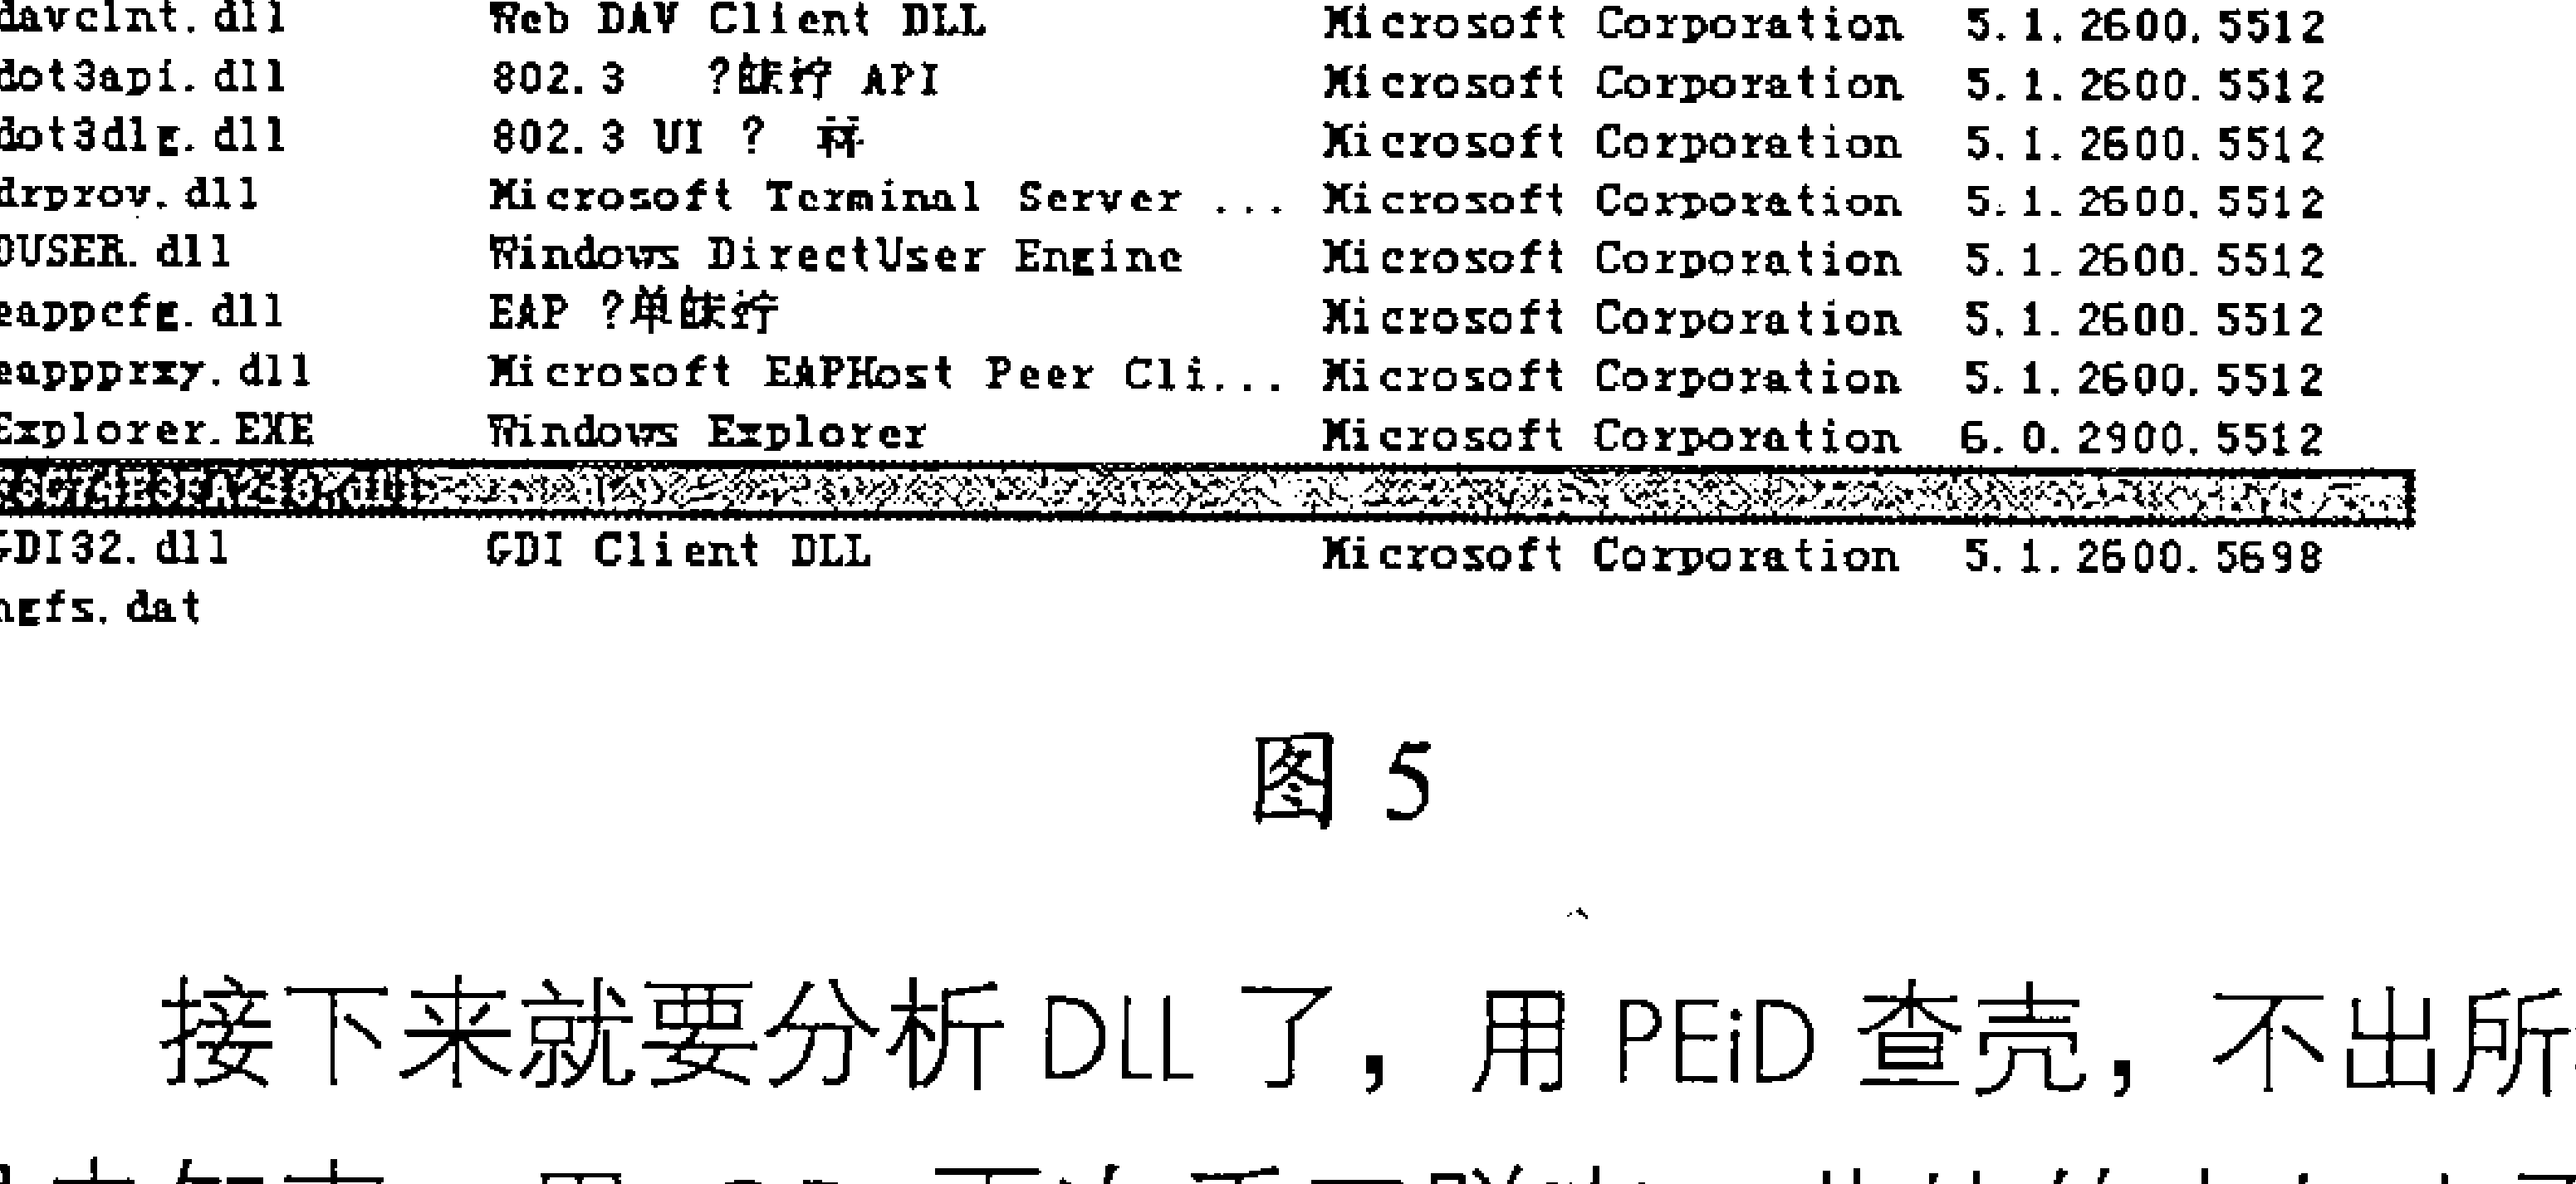 davclnt.dll Web DAV Client DLL Microsoft Corporation 5.1.2600.5512
dot3api.dll 802.3 ? API Microsoft Corporation 5.1.2600.5512
dot3dlg.dll 802.3 UI ? Microsoft Corporation 5.1.2600.5512
drprov.dll Microsoft Terminal Server ... Microsoft Corporation 5.1.2600.5512
DUSER.dll Windows DirectUser Engine Microsoft Corporation 5.1.2600.5512
eappcfg.dll EAP ?单 Microsoft Corporation 5.1.2600.5512
eappprxy.dll Microsoft EAPHost Peer Cli... Microsoft Corporation 5.1.2600.5512
Explorer.EXE Windows Explorer Microsoft Corporation 6.0.2900.5512
GDI32.dll GDI Client DLL Microsoft Corporation 5.1.2600.5698
ngfs.dat
图 5
接下来就要分析 DLL 了，用 PEiD 查壳，不出所